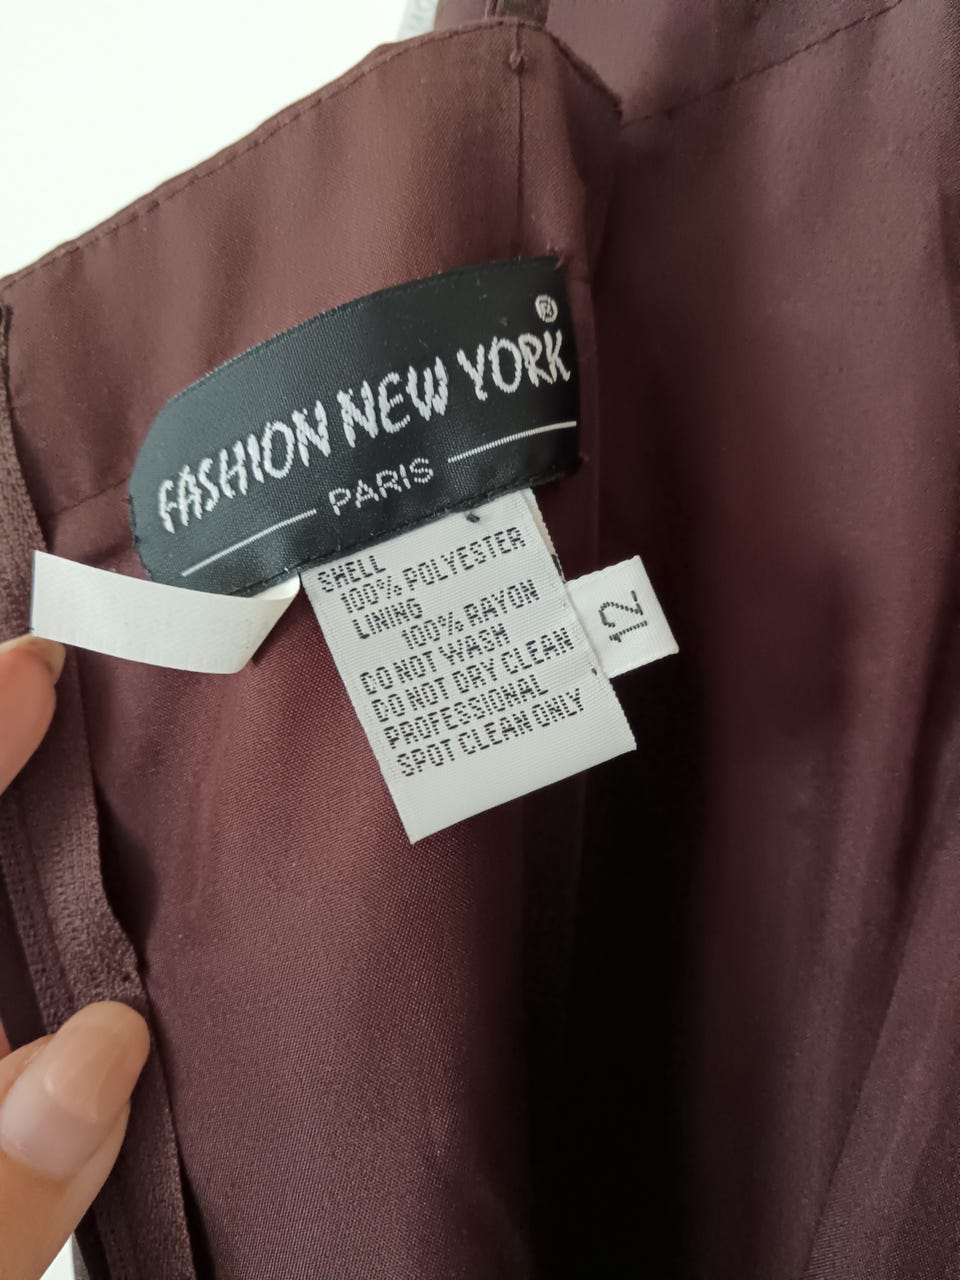 FASHION NEW YORK®
PARIS
SHELL
100% POLYESTER
LINING
100% RAYON
DO NOT WASH
DO NOT DRY CLEAN
PROFESSIONAL
SPOT CLEAN ONLY
12